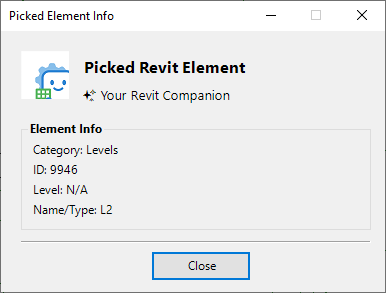 Picked Element Info
Picked Revit Element
Your Revit Companion
Element Info
Category: Levels
ID: 9946
Level: N/A
Name/Type: L2
Close